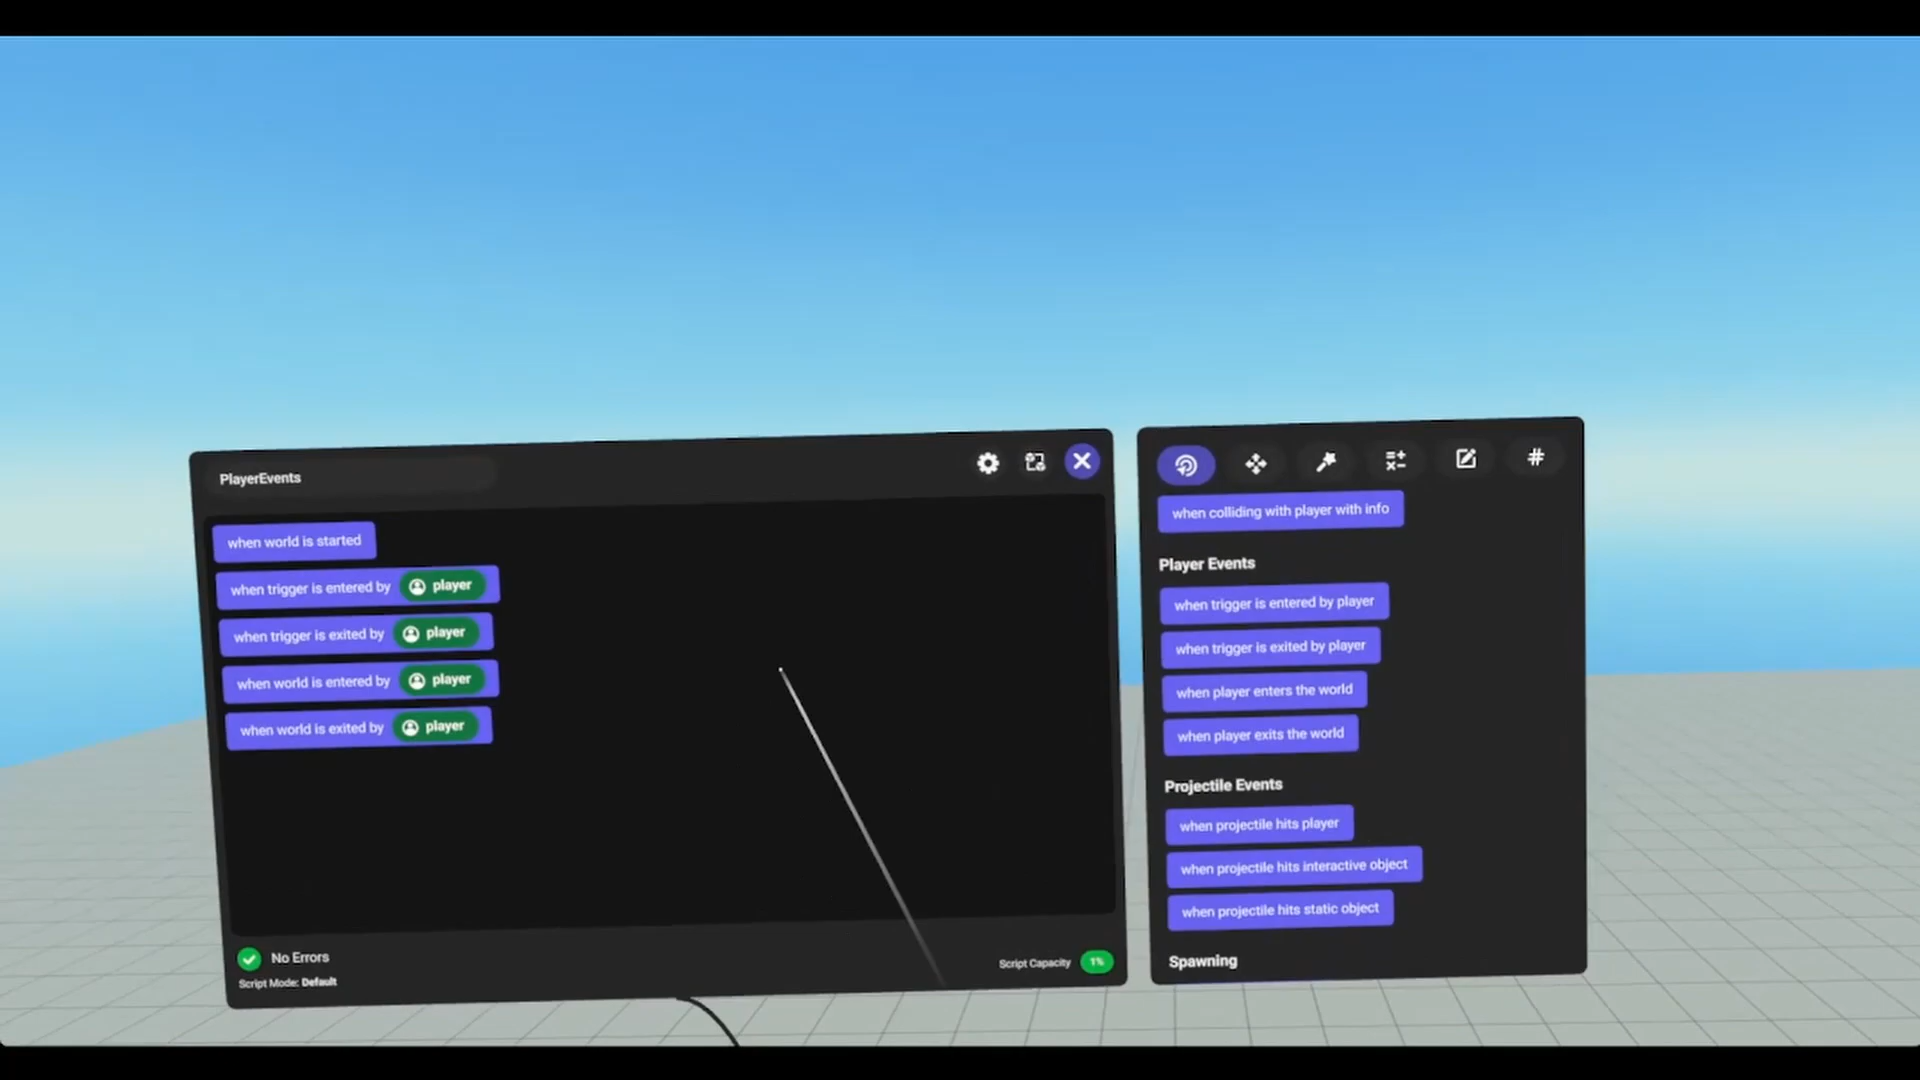 PlayerEvents
when world is started
when trigger is entered by player
when trigger is exited by player
when world is entered by player
when world is exited by player
No Errors
Script Mode: Default
Script Capacity 1%
#
when colliding with player with info
Player Events
when trigger is entered by player
when trigger is exited by player
when player enters the world
when player exits the world
Projectile Events
when projectile hits player
when projectile hits interactive object
when projectile hits static object
Spawning